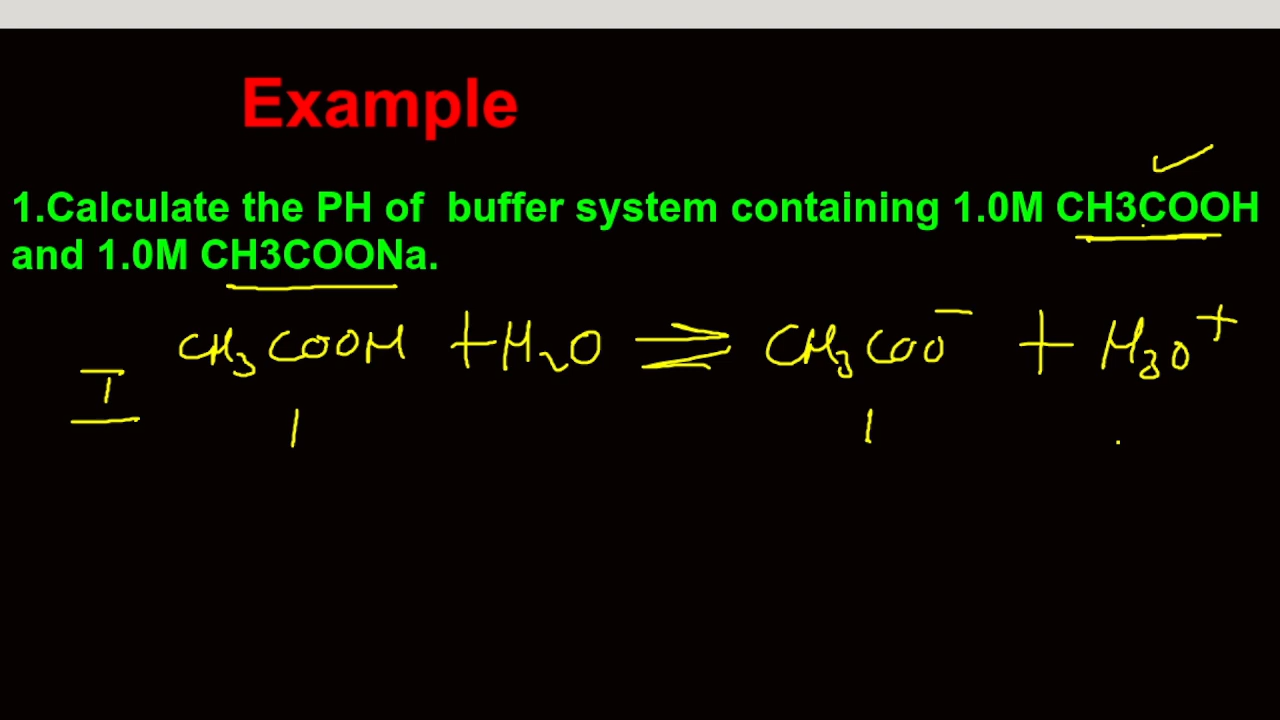 Example
1.Calculate the PH of buffer system containing 1.0M CH3COOH
and 1.0M CH3COONa.
CH3COOH + H2O ⇌ CH3COO⁻ + H3O⁺
I 1 1 .